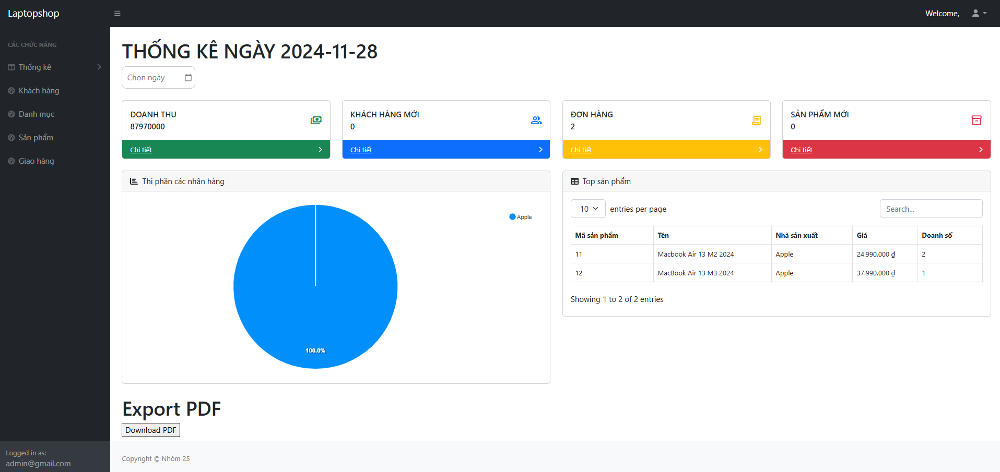 Laptopshop
Welcome,
CÁC CHỨC NĂNG
Thống kê
Khách hàng
Danh mục
Sản phẩm
Giao hàng
Logged in as:
admin@gmail.com
THỐNG KÊ NGÀY 2024-11-28
Chọn ngày
DOANH THU
87970000
Chi tiết
KHÁCH HÀNG MỚI
0
Chi tiết
ĐƠN HÀNG
2
Chi tiết
SẢN PHẨM MỚI
0
Chi tiết
Thị phần các nhãn hàng
Apple
100.0%
Top sản phẩm
10 entries per page
Search...
Mã sản phẩm Tên Nhà sản xuất Giá Doanh số
11 Macbook Air 13 M2 2024 Apple 24.990.000 ₫ 2
12 MacBook Air 13 M3 2024 Apple 37.990.000 ₫ 1
Showing 1 to 2 of 2 entries
Export PDF
Download PDF
Copyright © Nhóm 25